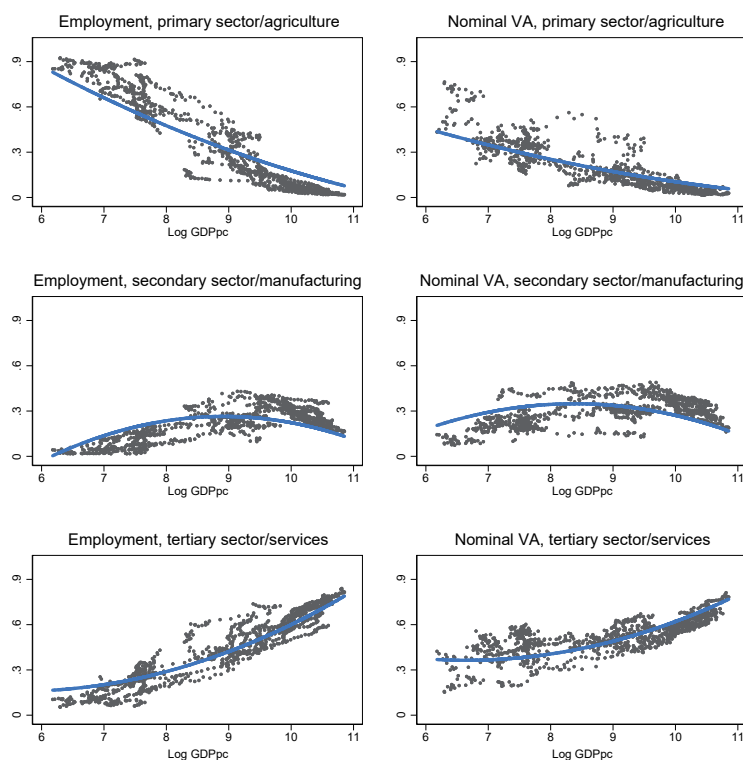 Employment, primary sector/agriculture
0 .3 .6 .9
6 7 8 9 10 11
Log GDPpc
Nominal VA, primary sector/agriculture
0 .3 .6 .9
6 7 8 9 10 11
Log GDPpc
Employment, secondary sector/manufacturing
0 .3 .6 .9
6 7 8 9 10 11
Log GDPpc
Nominal VA, secondary sector/manufacturing
0 .3 .6 .9
6 7 8 9 10 11
Log GDPpc
Employment, tertiary sector/services
0 .3 .6 .9
6 7 8 9 10 11
Log GDPpc
Nominal VA, tertiary sector/services
0 .3 .6 .9
6 7 8 9 10 11
Log GDPpc